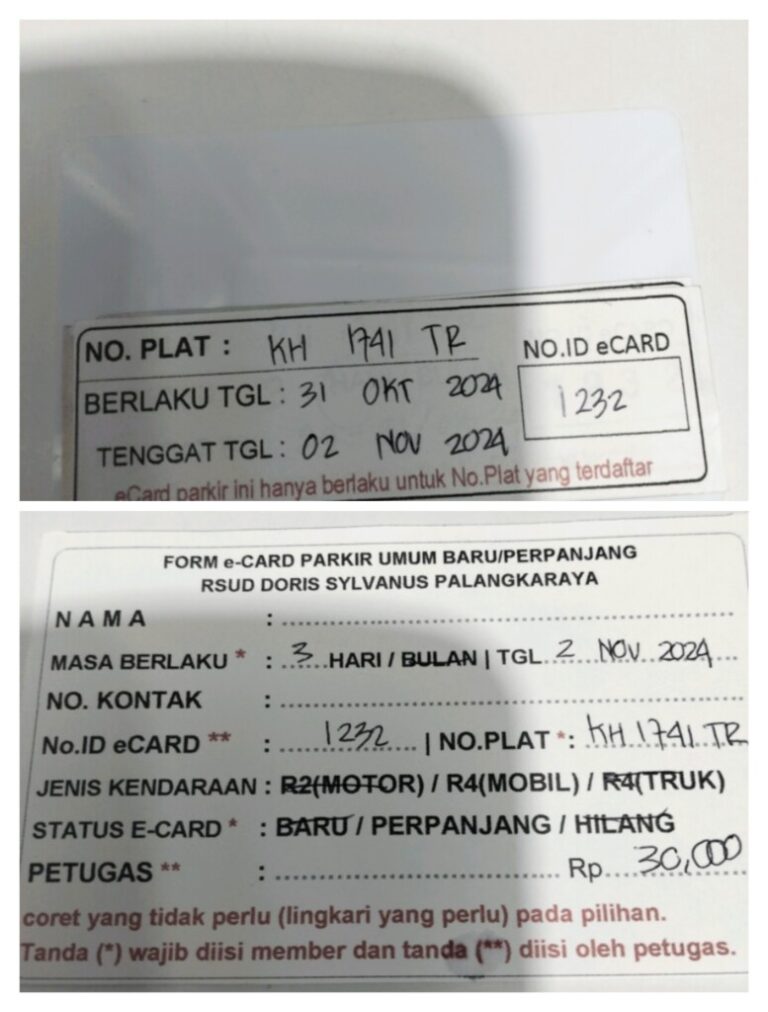 NO. PLAT : KH 1741 TR
NO.ID eCARD
BERLAKU TGL : 31 OKT 2024
1232
TENGGAT TGL : 02 NOV 2024
eCard parkir ini hanya berlaku untuk No.Plat yang terdaftar
FORM e-CARD PARKIR UMUM BARU/PERPANJANG
RSUD DORIS SYLVANUS PALANGKARAYA
N A M A : ........................
MASA BERLAKU * : ..3...HARI / BULAN | TGL..2 NOV 2024...
NO. KONTAK : ........................
No.ID eCARD ** : ......1232.... | NO.PLAT *: KH 1741 TR
JENIS KENDARAAN : R2(MOTOR) / R4(MOBIL) / R4(TRUK)
STATUS E-CARD * : BARU / PERPANJANG / HILANG
PETUGAS ** : ........................ Rp....30,000
coret yang tidak perlu (lingkari yang perlu) pada pilihan.
Tanda (*) wajib diisi member dan tanda (**) diisi oleh petugas.